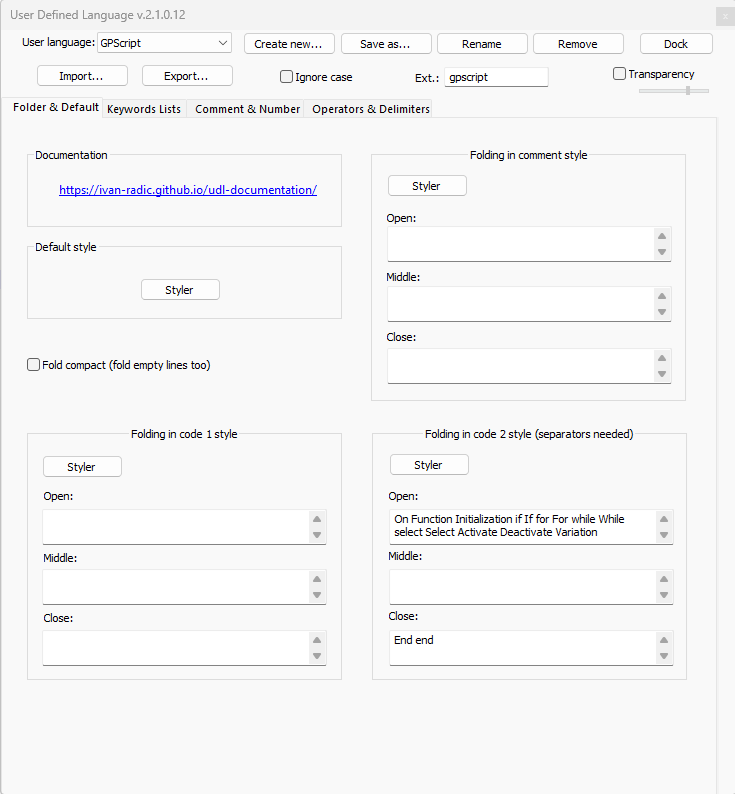 User Defined Language v.2.1.0.12
x
User language: GPScript Create new... Save as... Rename Remove Dock
Import... Export... Ignore case Ext.: gpscript Transparency
Folder & Default Keywords Lists Comment & Number Operators & Delimiters
Documentation
https://ivan-radic.github.io/udl-documentation/
Default style
Styler
Fold compact (fold empty lines too)
Folding in comment style
Styler
Open:
Middle:
Close:
Folding in code 1 style
Styler
Open:
Middle:
Close:
Folding in code 2 style (separators needed)
Styler
Open:
On Function Initialization if If for For while While
select Select Activate Deactivate Variation
Middle:
Close:
End end